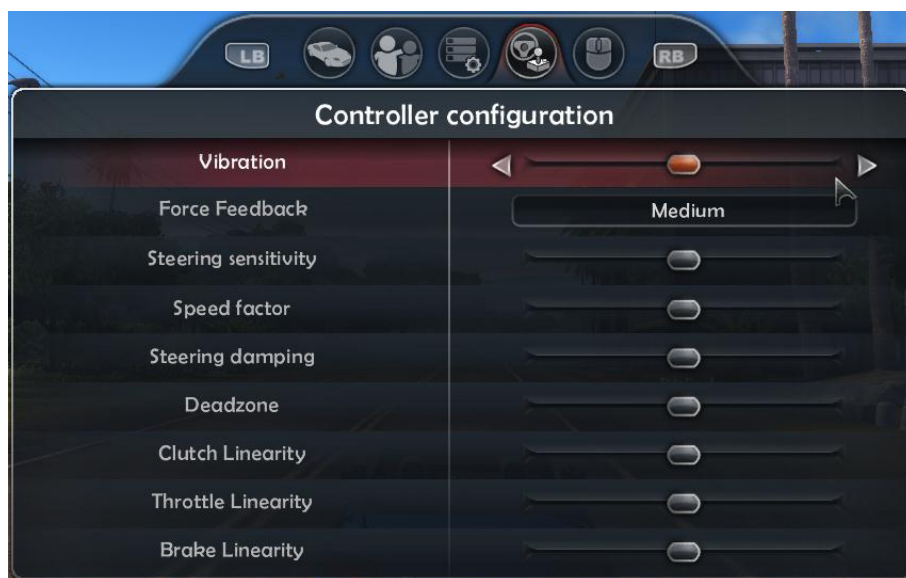 LB RB
Controller configuration
Vibration
Force Feedback Medium
Steering sensitivity
Speed factor
Steering damping
Deadzone
Clutch Linearity
Throttle Linearity
Brake Linearity